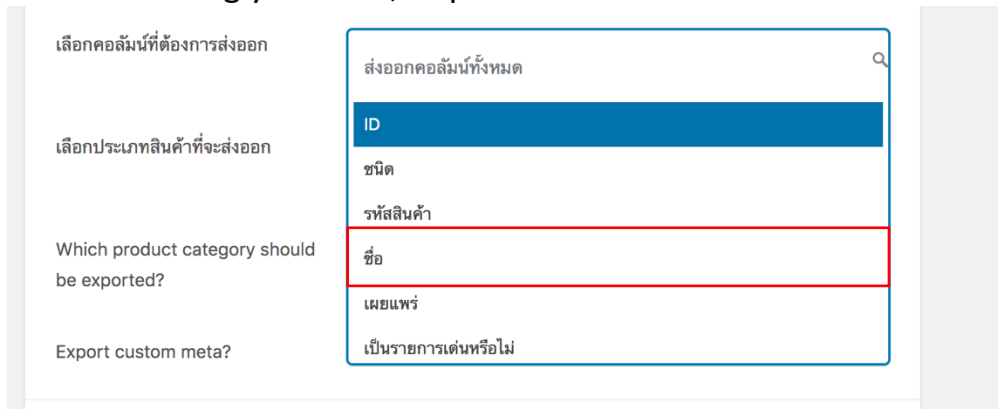 เลือกคอลัมน์ที่ต้องการส่งออก
ส่งออกคอลัมน์ทั้งหมด
ID
เลือกประเภทสินค้าที่จะส่งออก
ชนิด
รหัสสินค้า
Which product category should
be exported?
ชื่อ
เผยแพร่
Export custom meta?
เป็นรายการเด่นหรือไม่